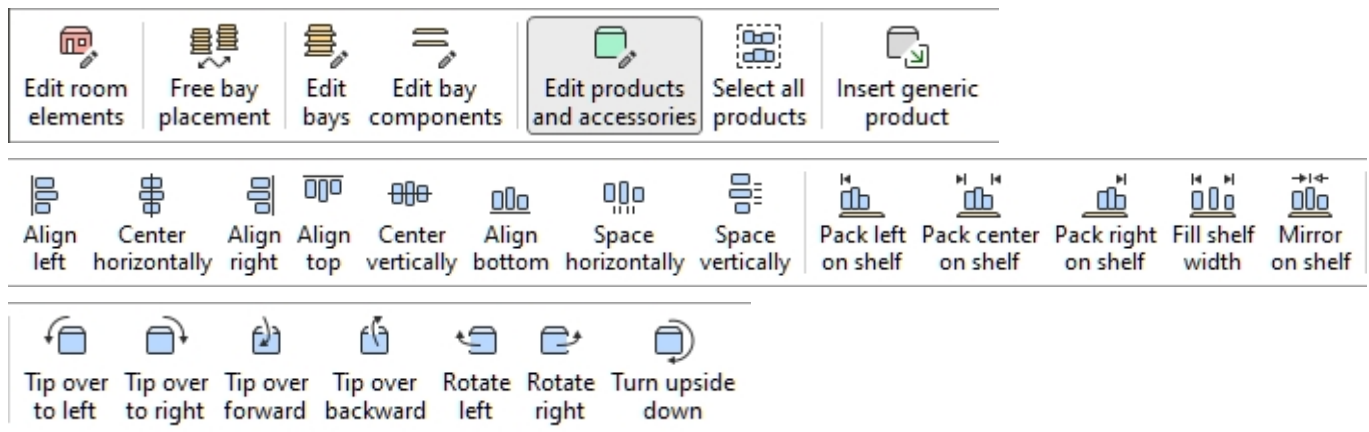 Edit room elements
Free bay placement
Edit bays
Edit bay components
Edit products and accessories
Select all products
Insert generic product
Align left
Center horizontally
Align right
Align top
Center vertically
Align bottom
Space horizontally
Space vertically
Pack left on shelf
Pack center on shelf
Pack right on shelf
Fill shelf width
Mirror on shelf
Tip over to left
Tip over to right
Tip over forward
Tip over backward
Rotate left
Rotate right
Turn upside down